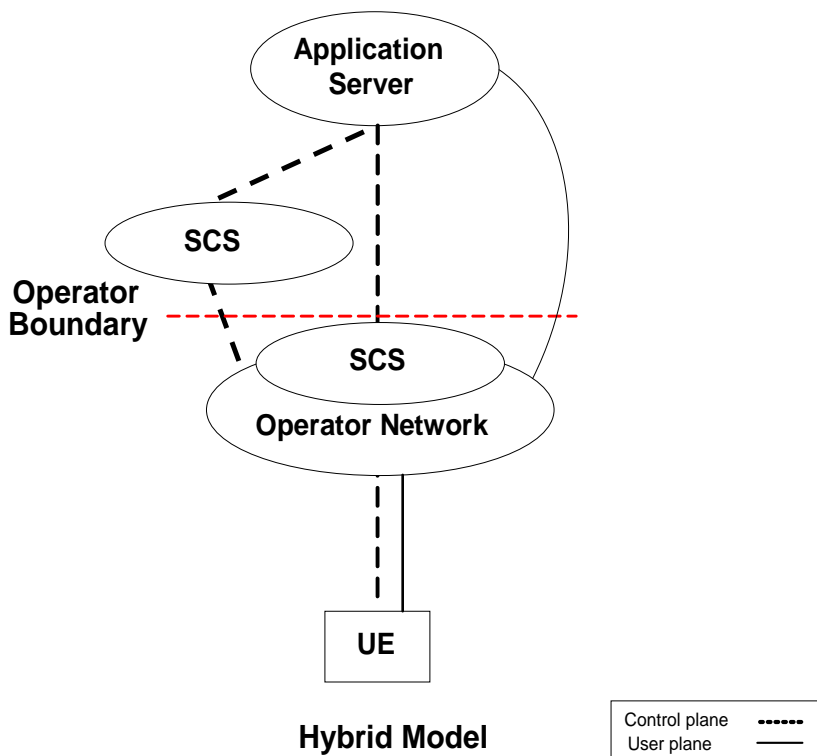 Application
Server
SCS
Operator
Boundary
SCS
Operator Network
UE
Hybrid Model
Control plane
User plane